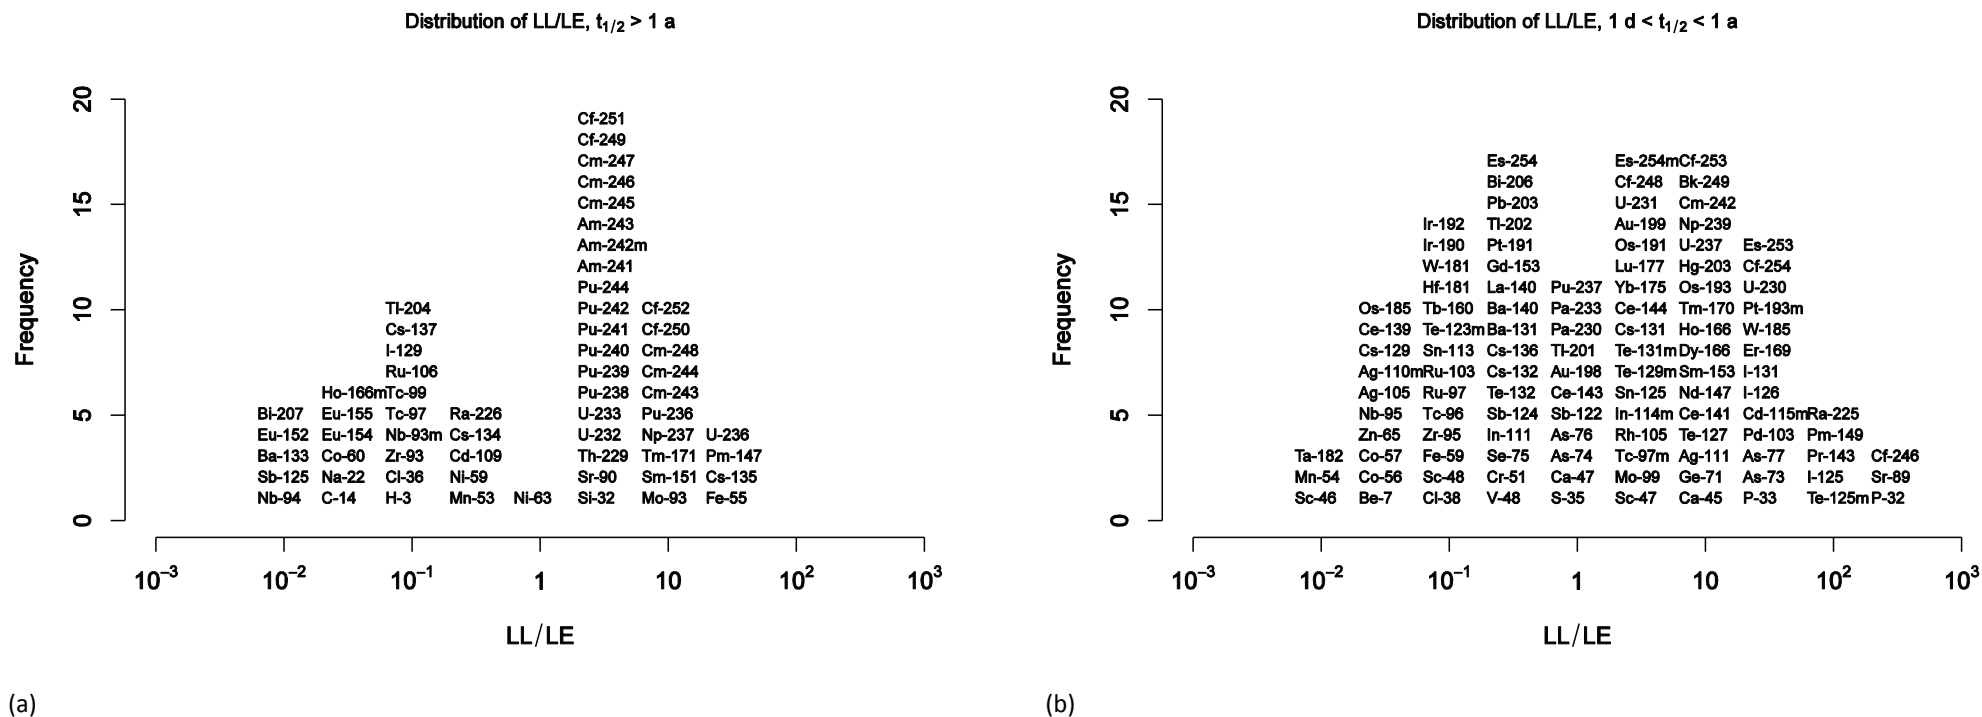 Distribution of LL/LE, t1/2 > 1 a
20
15
10
5
0
Frequency
Cf-251
Cf-249
Cm-247
Cm-246
Cm-245
Am-243
Am-242m
Am-241
Pu-244
Tl-204 Pu-242 Cf-252
Cs-137 Pu-241 Cf-250
I-129 Pu-240 Cm-248
Ru-106 Pu-239 Cm-244
Ho-166m Tc-99 Pu-238 Cm-243
Bi-207 Eu-155 Tc-97 Ra-226 U-233 Pu-236
Eu-152 Eu-154 Nb-93m Cs-134 U-232 Np-237 U-236
Ba-133 Co-60 Zr-93 Cd-109 Th-229 Tm-171 Pm-147
Sb-125 Na-22 Cl-36 Ni-59 Sr-90 Sm-151 Cs-135
Nb-94 C-14 H-3 Mn-53 Ni-63 Si-32 Mo-93 Fe-55
10−3 10−2 10−1 1 10 102 103
LL/LE
(a)
Distribution of LL/LE, 1 d < t1/2 < 1 a
20
15
10
5
0
Frequency
Es-254 Es-254m Cf-253
Bi-206 Cf-248 Bk-249
Pb-203 U-231 Cm-242
Ir-192 Tl-202 Au-199 Np-239
Ir-190 Pt-191 Os-191 U-237 Es-253
W-181 Gd-153 Lu-177 Hg-203 Cf-254
Hf-181 La-140 Pu-237 Yb-175 Os-193 U-230
Os-185 Tb-160 Ba-140 Pa-233 Ce-144 Tm-170 Pt-193m
Ce-139 Te-123m Ba-131 Pa-230 Cs-131 Ho-166 W-185
Cs-129 Sn-113 Cs-136 Tl-201 Te-131m Dy-166 Er-169
Ag-110m Ru-103 Cs-132 Au-198 Te-129m Sm-153 I-131
Ag-105 Ru-97 Te-132 Ce-143 Sn-125 Nd-147 I-126
Nb-95 Tc-96 Sb-124 Sb-122 In-114m Ce-141 Cd-115m Ra-225
Zn-65 Zr-95 In-111 As-76 Rh-105 Te-127 Pd-103 Pm-149
Ta-182 Co-57 Fe-59 Se-75 As-74 Tc-97m Ag-111 As-77 Pr-143 Cf-246
Mn-54 Co-56 Sc-48 Cr-51 Ca-47 Mo-99 Ge-71 As-73 I-125 Sr-89
Sc-46 Be-7 Cl-38 V-48 S-35 Sc-47 Ca-45 P-33 Te-125m P-32
10−3 10−2 10−1 1 10 102 103
LL/LE
(b)